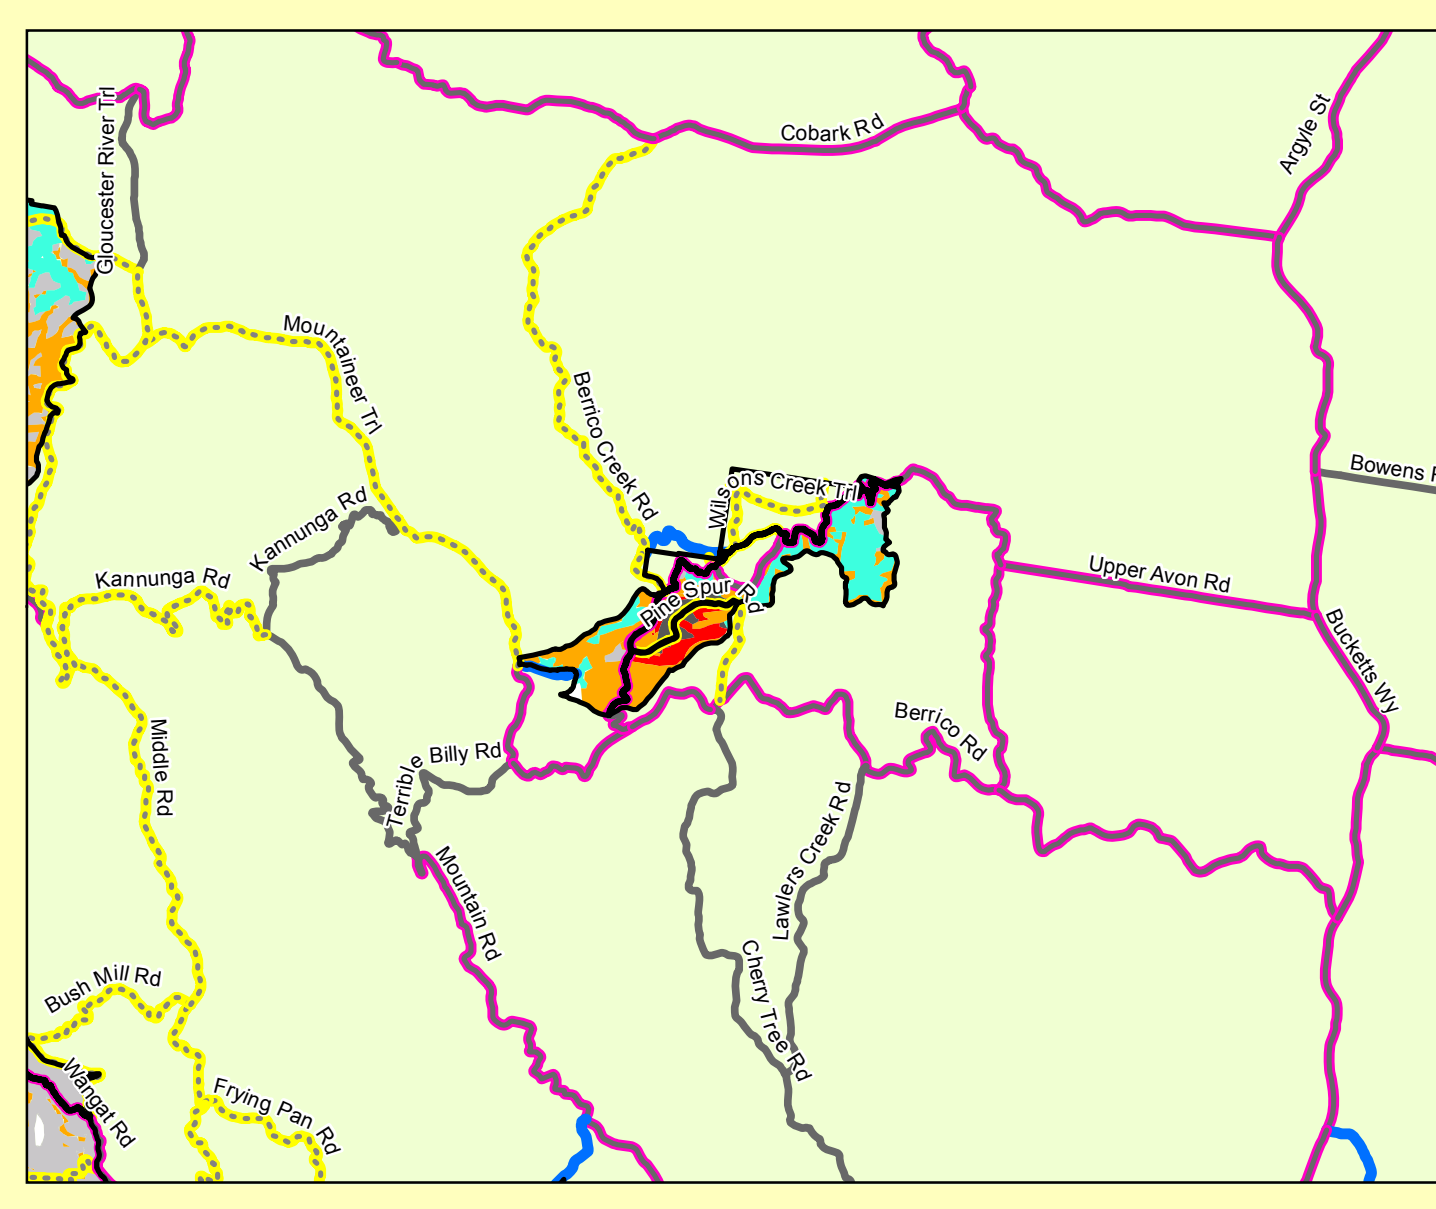 Gloucester River Trl
Cobark Rd
Argyle St
Mountaineer Trl
Berrico Creek Rd
Wilsons Creek Trl
Bowens
Kannunga Rd
Kannunga Rd
Upper Avon Rd
Pine Spur Rd
Bucketts Wy
Berrico Rd
Middle Rd
Terrible Billy Rd
Lawlers Creek Rd
Mountain Rd
Cherry Tree Rd
Bush Mill Rd
Wangat Rd
Frying Pan Rd